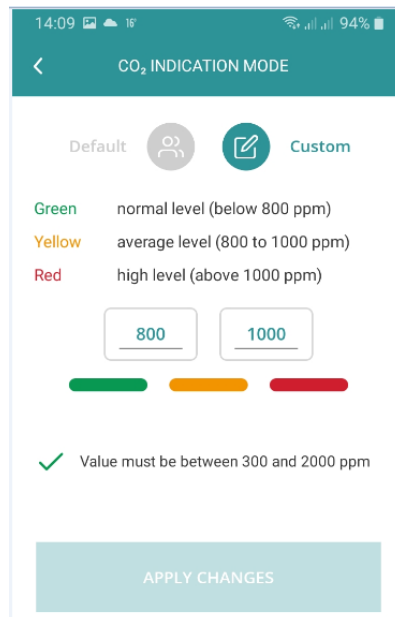 14:09 16° 94%
CO₂ INDICATION MODE
Default Custom
Green normal level (below 800 ppm)
Yellow average level (800 to 1000 ppm)
Red high level (above 1000 ppm)
800 1000
Value must be between 300 and 2000 ppm
APPLY CHANGES